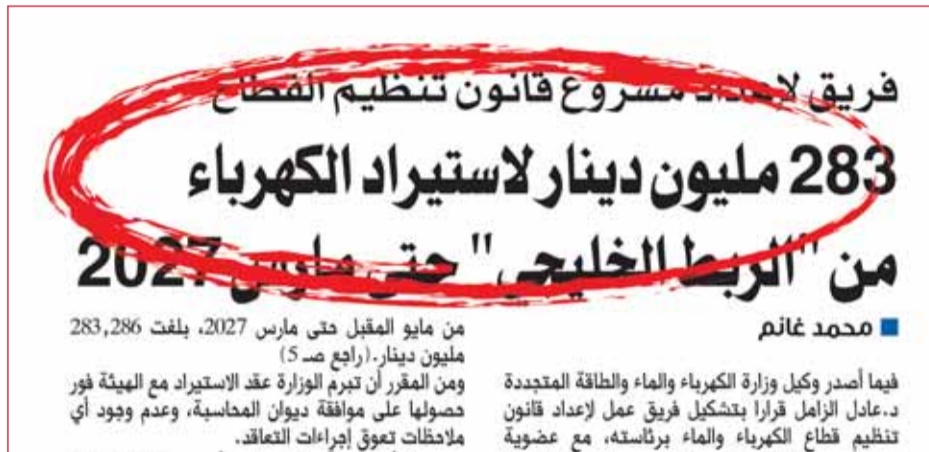 فريق لإعداد مشروع قانون تنظيم القطاع
283 مليون دينار لاستيراد الكهرباء
من "الربط الخليجي" حتى مارس 2027
محمد غانم
فيما أصدر وكيل وزارة الكهرباء والماء والطاقة المتجددة
د.عادل الزامل قرارا بتشكيل فريق عمل لإعداد قانون
تنظيم قطاع الكهرباء والماء برئاسته، مع عضوية
من مايو المقبل حتى مارس 2027، بلغت 283,286
مليون دينار.(راجع صـ 5)
ومن المقرر أن تبرم الوزارة عقد الاستيراد مع الهيئة فور
حصولها على موافقة ديوان المحاسبة، وعدم وجود أي
ملاحظات تعوق إجراءات التعاقد.